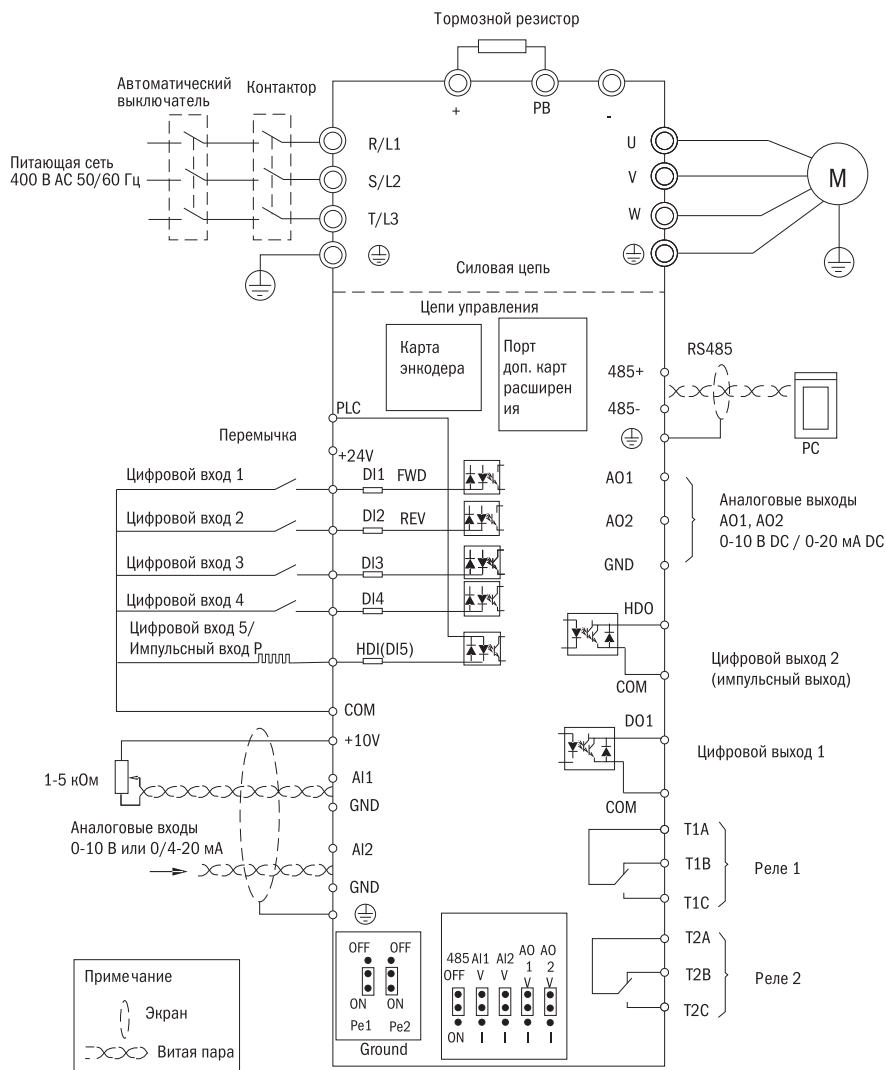 Тормозной резистор
Автоматический
выключатель
Контактор
+
PB
-
R/L1
U
Питающая сеть
400 В AC 50/60 Гц
S/L2
V
M
T/L3
W
Силовая цепь
Цепи управления
Карта
энкодера
Порт
доп. карт
расширен
ия
RS485
485+
485-
PC
PLC
Перемычка
+24V
Цифровой вход 1
DI1 FWD
AO1
Аналоговые выходы
AO1, AO2
0-10 В DC / 0-20 мА DC
Цифровой вход 2
DI2 REV
AO2
Цифровой вход 3
DI3
GND
Цифровой вход 4
DI4
HDO
Цифровой вход 5/
Импульсный вход P
HDI(DI5)
Цифровой выход 2
(импульсный выход)
COM
COM
DO1
+10V
Цифровой выход 1
1-5 кОм
AI1
GND
COM
Аналоговые входы
0-10 В или 0/4-20 мА
AI2
GND
T1A
T1B
Реле 1
T1C
T2A
T2B
Реле 2
T2C
OFF OFF
ON ON
Pe1 Pe2
Ground
485 AI1 AI2 AO AO
1 2
OFF V V V V
ON I I I I
Примечание
Экран
Витая пара